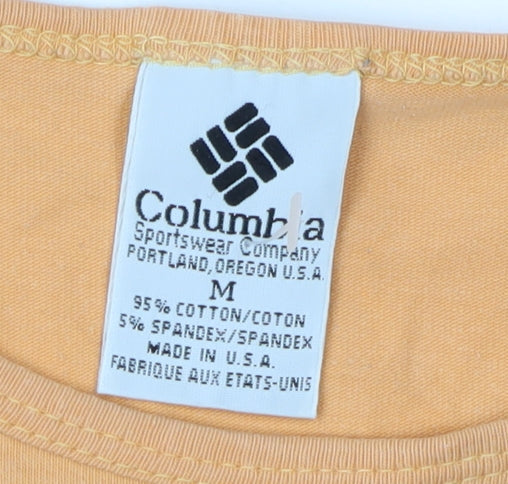 Columbia
Sportswear Company
PORTLAND, OREGON U.S.A.
M
95% COTTON/COTON
5% SPANDEX/SPANDEX
MADE IN U.S.A.
FABRIQUE AUX ETATS-UNIS